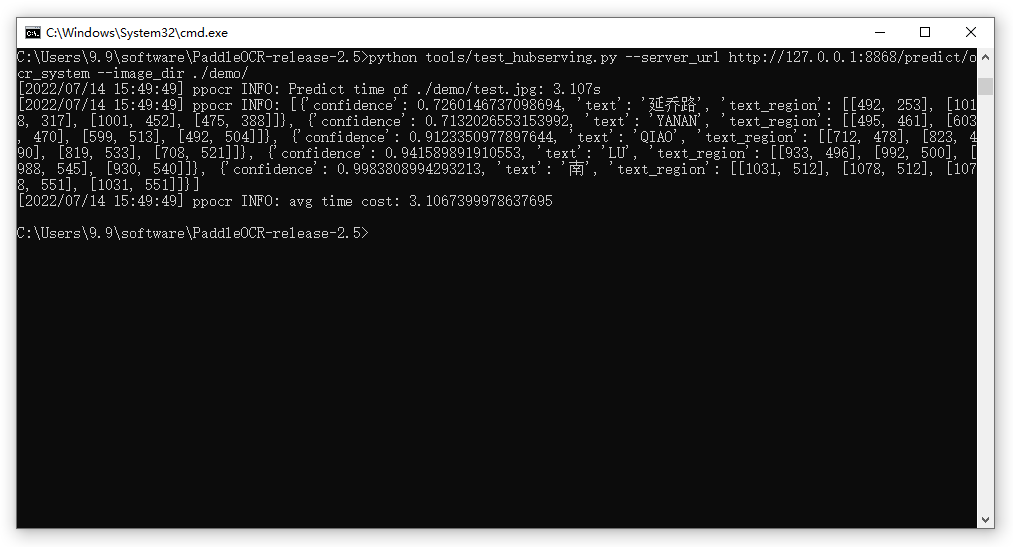 C:\Windows\System32\cmd.exe
C:\Users\9.9\software\PaddleOCR-release-2.5>python tools/test_hubserving.py --server_url http://127.0.0.1:8868/predict/o
cr_system --image_dir ./demo/
[2022/07/14 15:49:49] ppocr INFO: Predict time of ./demo/test.jpg: 3.107s
[2022/07/14 15:49:49] ppocr INFO: [{'confidence': 0.7260146737098694, 'text': '延乔路', 'text_region': [[492, 253], [101
8, 317], [1001, 452], [475, 388]]}, {'confidence': 0.7132026553153992, 'text': 'YANAN', 'text_region': [[495, 461], [603
, 470], [599, 513], [492, 504]]}, {'confidence': 0.9123350977897644, 'text': 'QIAO', 'text_region': [[712, 478], [823, 4
90], [819, 533], [708, 521]]}, {'confidence': 0.941589891910553, 'text': 'LU', 'text_region': [[933, 496], [992, 500], [
988, 545], [930, 540]]}, {'confidence': 0.9983808994293213, 'text': '南', 'text_region': [[1031, 512], [1078, 512], [107
8, 551], [1031, 551]]}]
[2022/07/14 15:49:49] ppocr INFO: avg time cost: 3.1067399978637695
C:\Users\9.9\software\PaddleOCR-release-2.5>